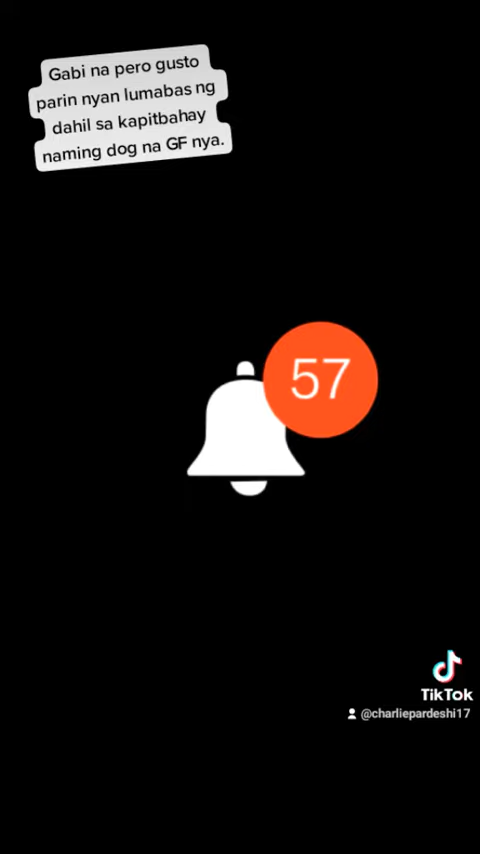 Gabi na pero gusto
parin nyan lumabas ng
dahil sa kapitbahay
naming dog na GF nya.
57
TikTok
@charliepardeshi17